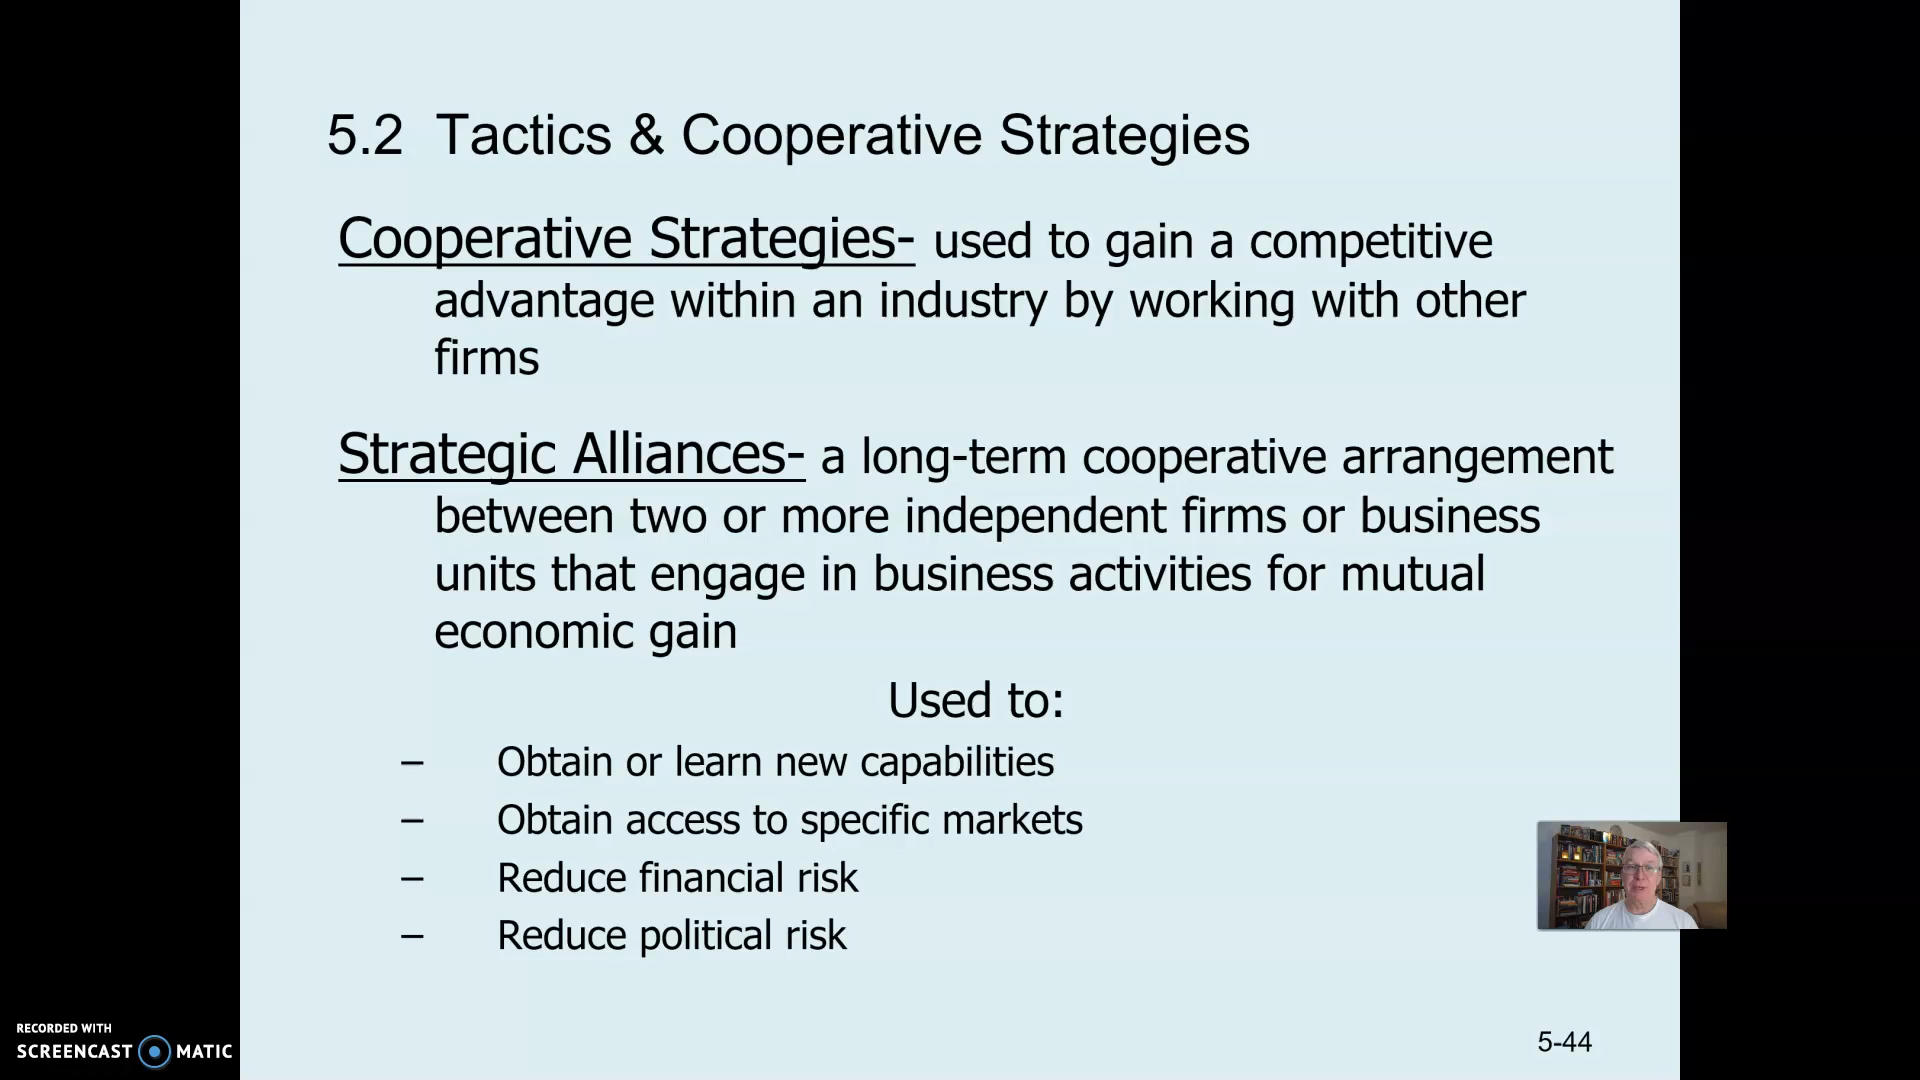 5.2 Tactics & Cooperative Strategies
Cooperative Strategies- used to gain a competitive
advantage within an industry by working with other
firms
Strategic Alliances- a long-term cooperative arrangement
between two or more independent firms or business
units that engage in business activities for mutual
economic gain
Used to:
– Obtain or learn new capabilities
– Obtain access to specific markets
– Reduce financial risk
– Reduce political risk
RECORDED WITH
SCREENCAST MATIC
5-44